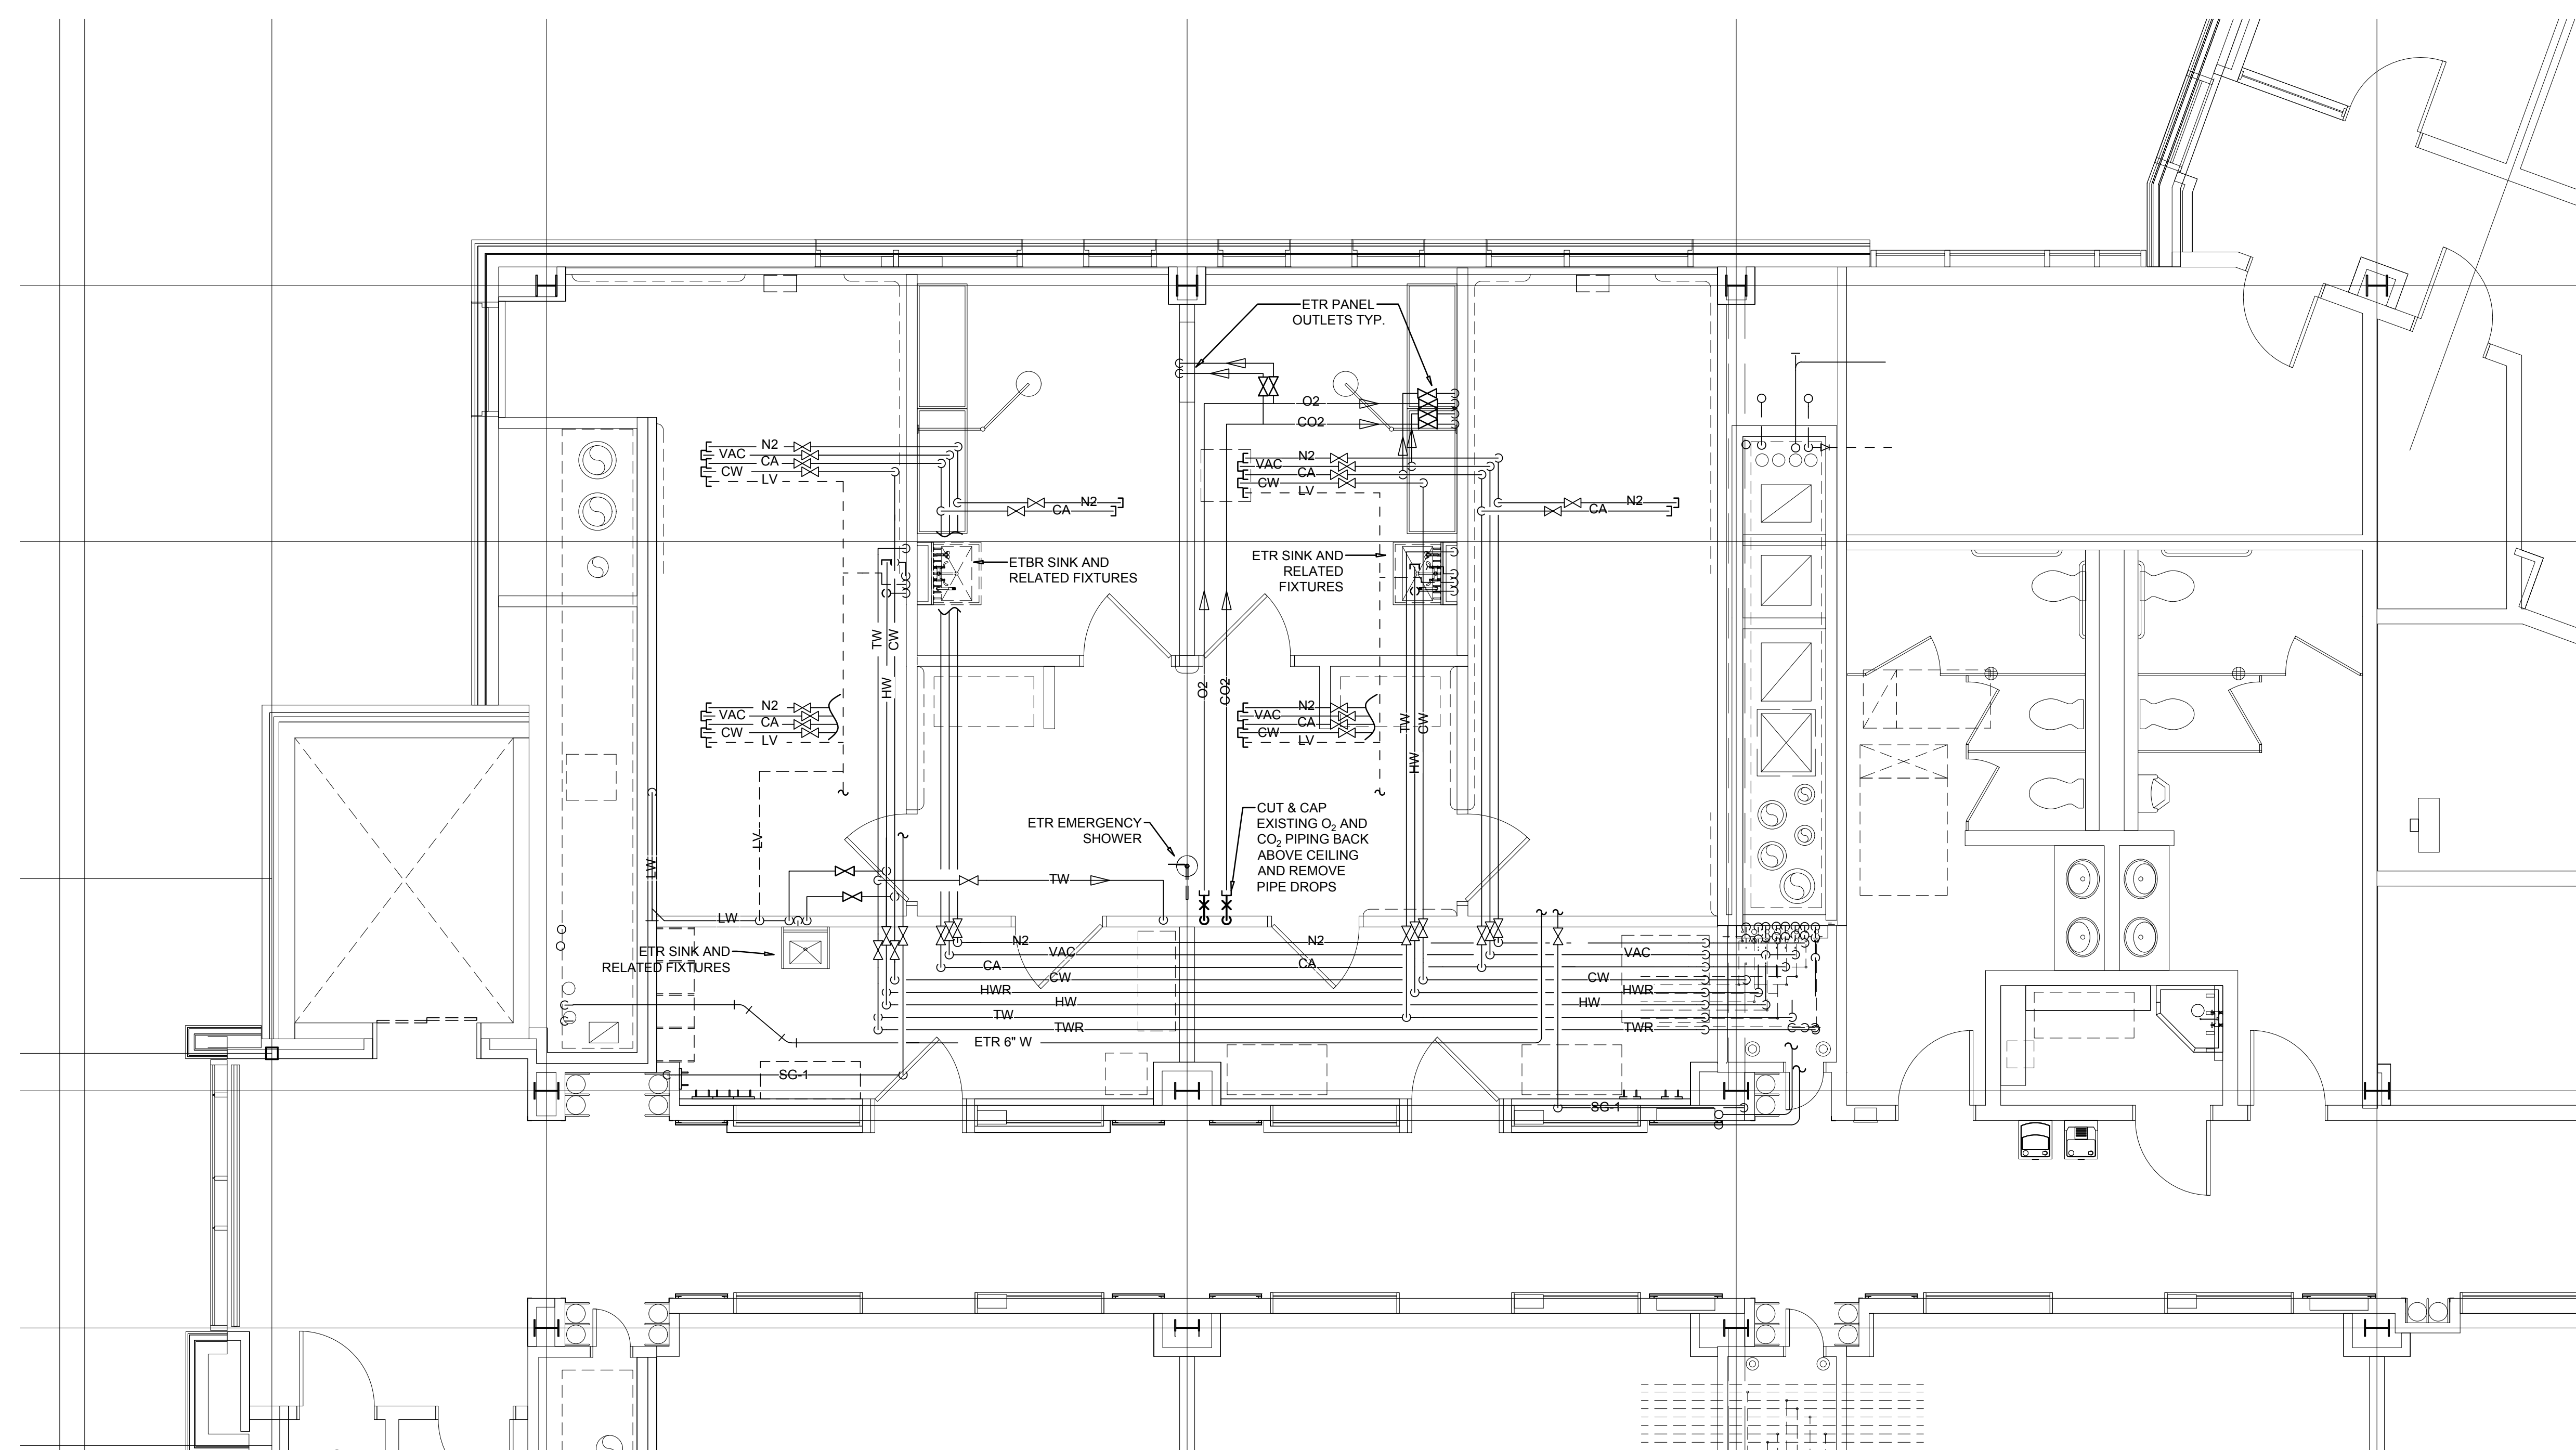 ETR PANEL
OUTLETS TYP.
O2
CO2
N2
VAC
CA
CW
LV
N2
CA
N2
VAC
CA
CW
LV
N2
CA
ETBR SINK AND
RELATED FIXTURES
ETR SINK AND
RELATED
FIXTURES
TW
CW
HW
O2
CO2
N2
VAC
CA
CW
LV
N2
VAC
CA
CW
LV
TW
CW
HW
CUT & CAP
EXISTING O₂ AND
CO₂ PIPING BACK
ABOVE CEILING
AND REMOVE
PIPE DROPS
ETR EMERGENCY
SHOWER
LV
LW
TW
LW
ETR SINK AND
RELATED FIXTURES
N2
N2
VAC
VAC
CA
CA
CW
CW
HWR
HWR
HW
HW
TW
TWR
TWR
ETR 6" W
SG-1
SG-1